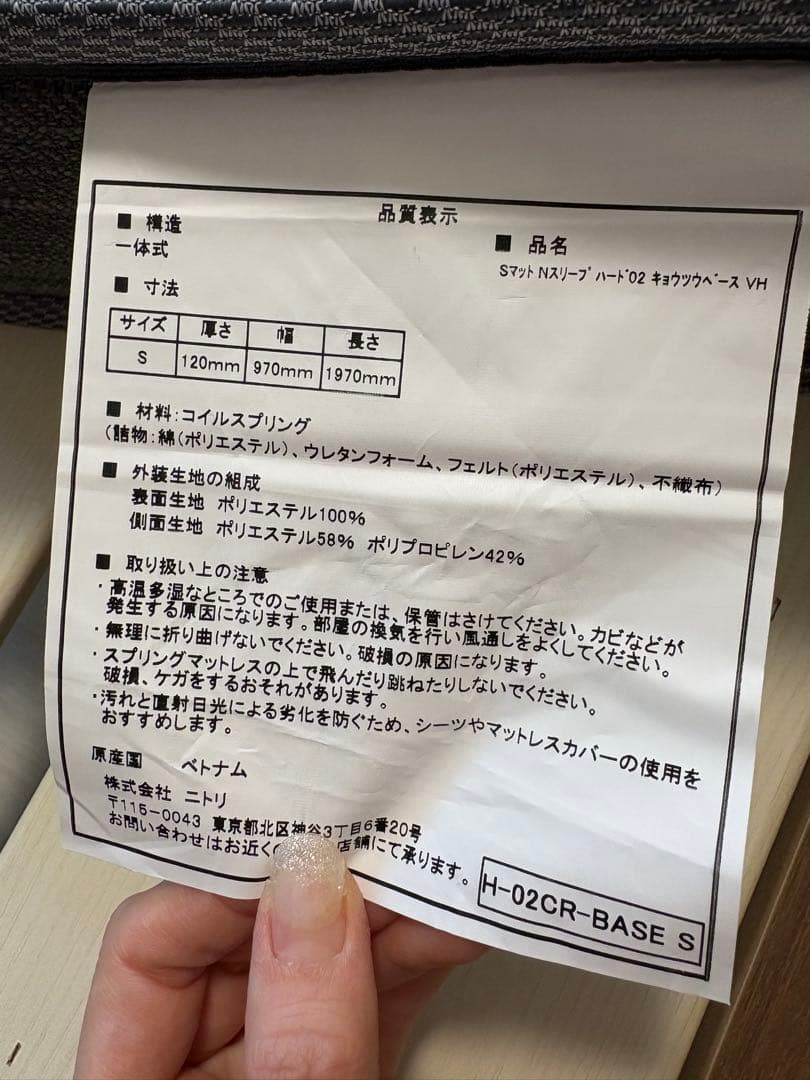 品質表示
■ 構造
一体式
■ 品名
Sマット Nスリープ ハード02 キョウツウベース VH
■ 寸法
サイズ 厚さ 幅 長さ
S 120mm 970mm 1970mm
■ 材料:コイルスプリング
(詰物:綿(ポリエステル)、ウレタンフォーム、フェルト(ポリエステル)、不織布)
■ 外装生地の組成
表面生地 ポリエステル100%
側面生地 ポリエステル58% ポリプロピレン42%
■ 取り扱い上の注意
・高温多湿なところでのご使用または、保管はさけてください。カビなどが
発生する原因になります。部屋の換気を行い風通しをよくしてください。
・無理に折り曲げないでください。破損の原因になります。
・スプリングマットレスの上で飛んだり跳ねたりしないでください。
破損、ケガをするおそれがあります。
・汚れと直射日光による劣化を防ぐため、シーツやマットレスカバーの使用を
おすすめします。
原産国 ベトナム
株式会社 ニトリ
〒115-0043 東京都北区神谷3丁目6番20号
お問い合わせはお近く 店舗にて承ります。
H-02CR-BASE S